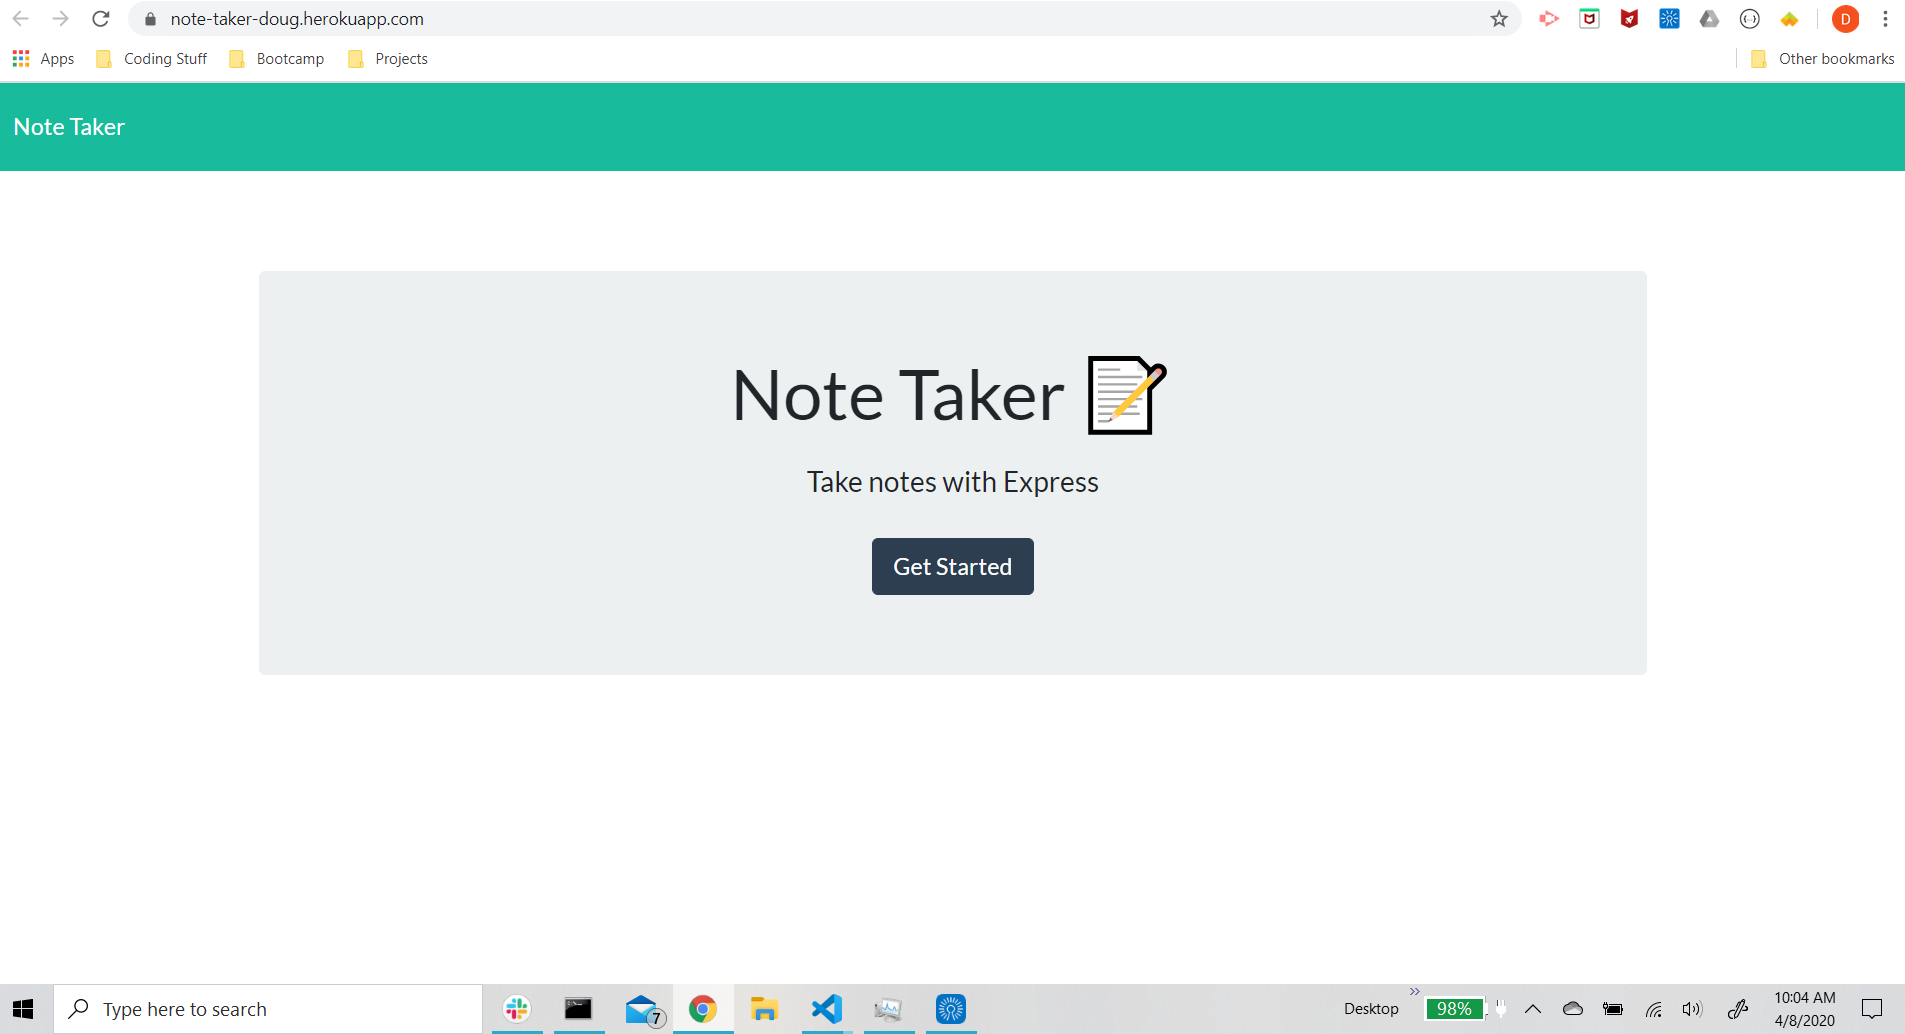 note-taker-doug.herokuapp.com
D
Apps Coding Stuff Bootcamp Projects Other bookmarks
Note Taker
Note Taker
Take notes with Express
Get Started
Type here to search
7
Desktop
98%
10:04 AM
4/8/2020